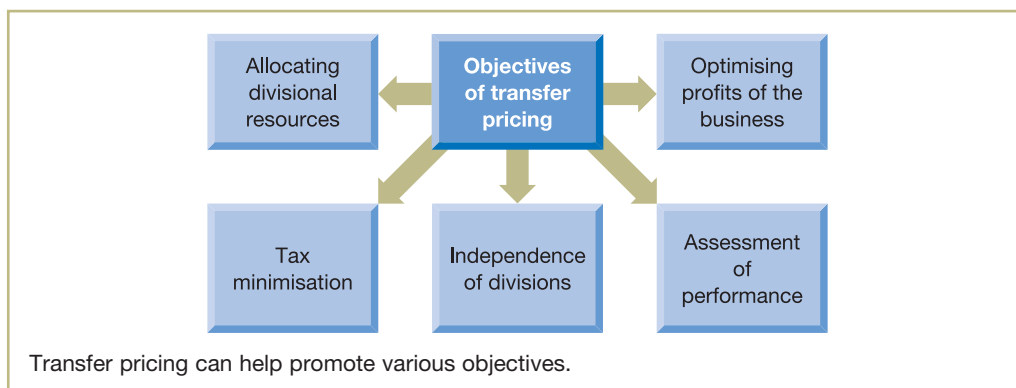 Allocating
divisional
resources
Objectives
of transfer
pricing
Optimising
profits of the
business
Tax
minimisation
Independence
of divisions
Assessment
of
performance
Transfer pricing can help promote various objectives.